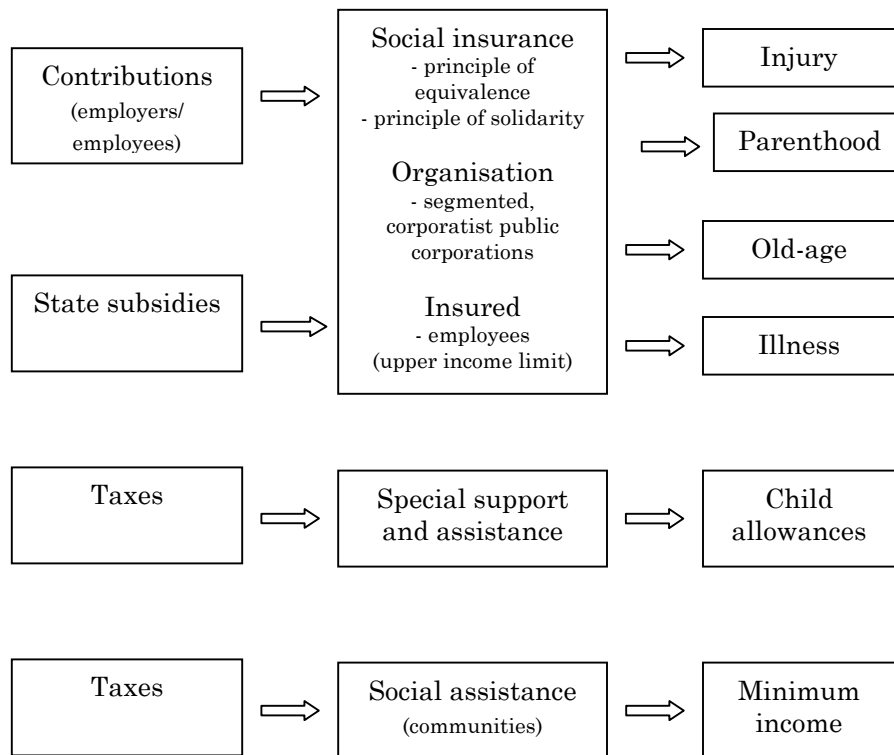 Contributions
(employers/
employees)
State subsidies
Social insurance
- principle of
equivalence
- principle of solidarity
Organisation
- segmented,
corporatist public
corporations
Insured
- employees
(upper income limit)
Injury
Parenthood
Old-age
Illness
Taxes
Special support
and assistance
Child
allowances
Taxes
Social assistance
(communities)
Minimum
income